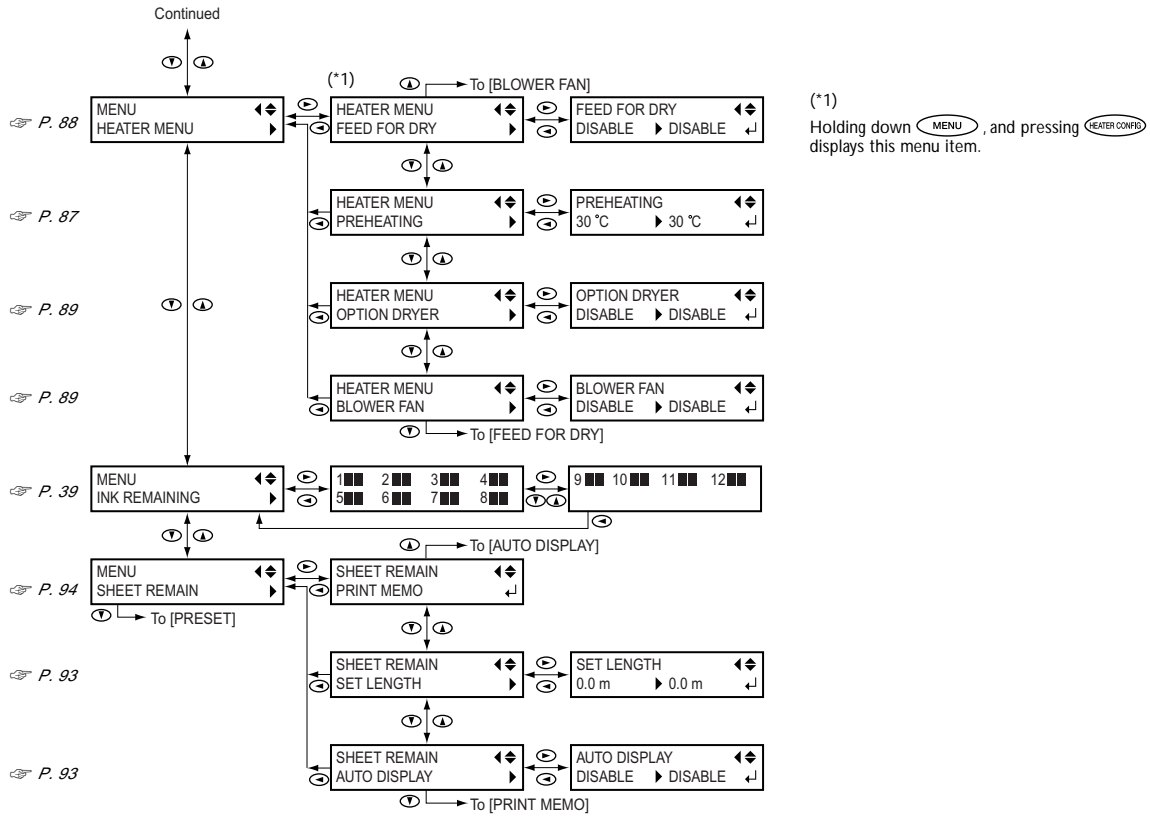 Continued
(*1)
To [BLOWER FAN]
P. 88
MENU
HEATER MENU
HEATER MENU
FEED FOR DRY
FEED FOR DRY
DISABLE DISABLE
(*1)
Holding down MENU , and pressing HEATER CONFIG
displays this menu item.
P. 87
HEATER MENU
PREHEATING
PREHEATING
30 °C 30 °C
P. 89
HEATER MENU
OPTION DRYER
OPTION DRYER
DISABLE DISABLE
P. 89
HEATER MENU
BLOWER FAN
BLOWER FAN
DISABLE DISABLE
To [FEED FOR DRY]
P. 39
MENU
INK REMAINING
1 2 3 4
5 6 7 8
9 10 11 12
To [AUTO DISPLAY]
P. 94
MENU
SHEET REMAIN
SHEET REMAIN
PRINT MEMO
To [PRESET]
P. 93
SHEET REMAIN
SET LENGTH
SET LENGTH
0.0 m 0.0 m
P. 93
SHEET REMAIN
AUTO DISPLAY
AUTO DISPLAY
DISABLE DISABLE
To [PRINT MEMO]